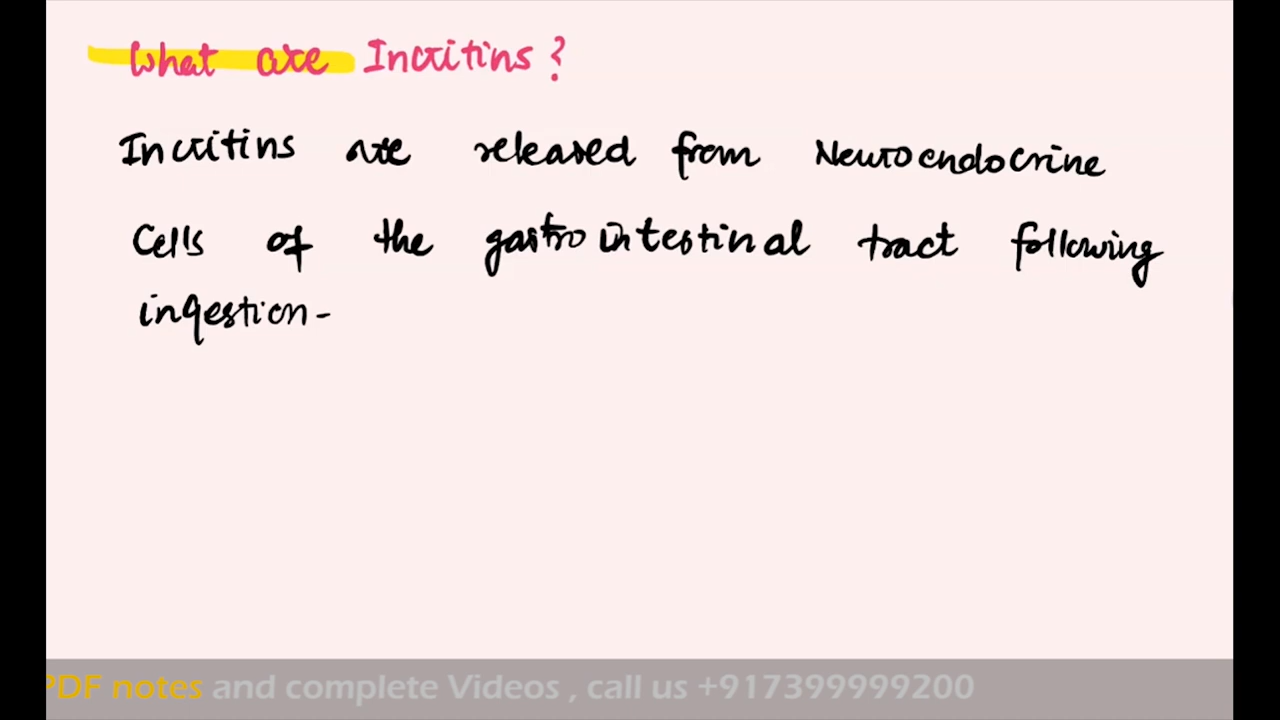 What are Incritins?
Incritins are released from Neuroendocrine
Cells of the gastrointestinal tract following
ingestion-
PDF notes and complete Videos , call us +917399999200